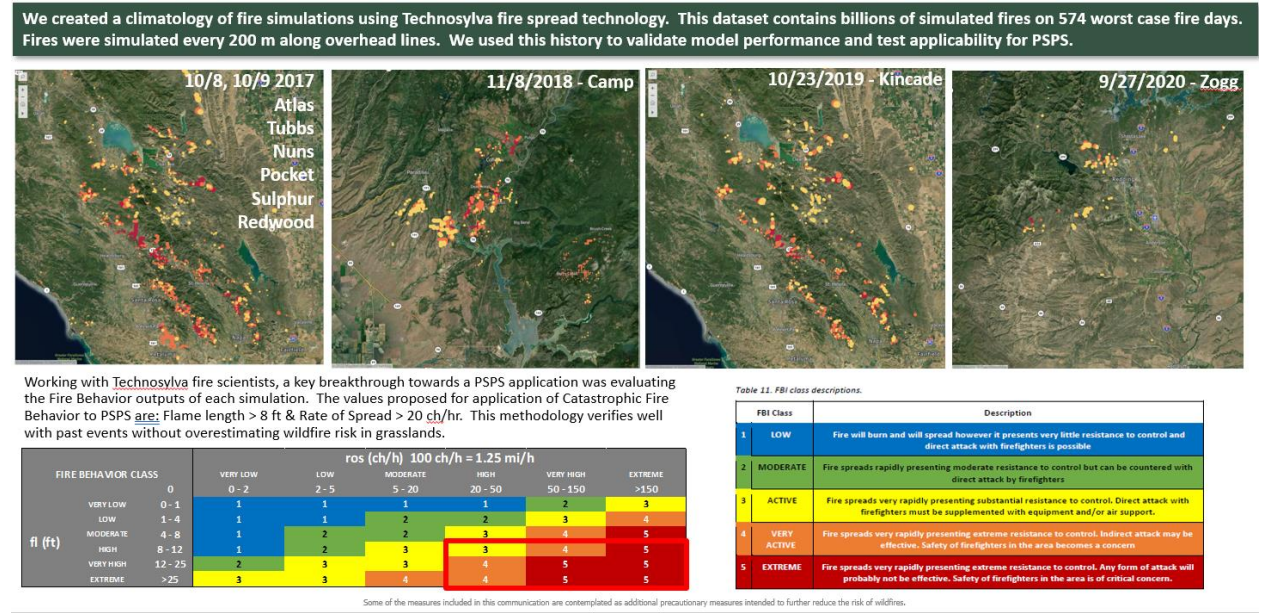 We created a climatology of fire simulations using Technosylva fire spread technology. This dataset contains billions of simulated fires on 574 worst case fire days.
Fires were simulated every 200 m along overhead lines. We used this history to validate model performance and test applicability for PSPS.
10/8, 10/9 2017
Atlas
Tubbs
Nuns
Pocket
Sulphur
Redwood
11/8/2018 - Camp
10/23/2019 - Kincade
9/27/2020 - Zogg
Working with Technosylva fire scientists, a key breakthrough towards a PSPS application was evaluating
the Fire Behavior outputs of each simulation. The values proposed for application of Catastrophic Fire
Behavior to PSPS are: Flame length > 8 ft & Rate of Spread > 20 ch/hr. This methodology verifies well
with past events without overestimating wildfire risk in grasslands.
FIRE BEHAVIOR CLASS
ros (ch/h) 100 ch/h = 1.25 mi/h
VERY LOW LOW MODERATE HIGH VERY HIGH EXTREME
0 0 - 2 2 - 5 5 - 20 20 - 50 50 - 150 >150
fl (ft)
VERY LOW 0 - 1 1 1 1 1 2 3
LOW 1 - 4 1 1 2 2 3 4
MODERATE 4 - 8 1 2 2 3 4 5
HIGH 8 - 12 1 2 3 3 4 5
VERY HIGH 12 - 25 2 3 3 4 5 5
EXTREME >25 3 3 4 4 5 5
Table 11. FBI class descriptions.
FBI Class Description
1 LOW Fire will burn and will spread however it presents very little resistance to control and
direct attack with firefighters is possible
2 MODERATE Fire spreads rapidly presenting moderate resistance to control but can be countered with
direct attack by firefighters
3 ACTIVE Fire spreads very rapidly presenting substantial resistance to control. Direct attack with
firefighters must be supplemented with equipment and/or air support.
4 VERY ACTIVE Fire spreads very rapidly presenting extreme resistance to control. Indirect attack may be
effective. Safety of firefighters in the area becomes a concern
5 EXTREME Fire spreads very rapidly presenting extreme resistance to control. Any form of attack will
probably not be effective. Safety of firefighters in the area is of critical concern.
Some of the measures included in this communication are contemplated as additional precautionary measures intended to further reduce the risk of wildfires.